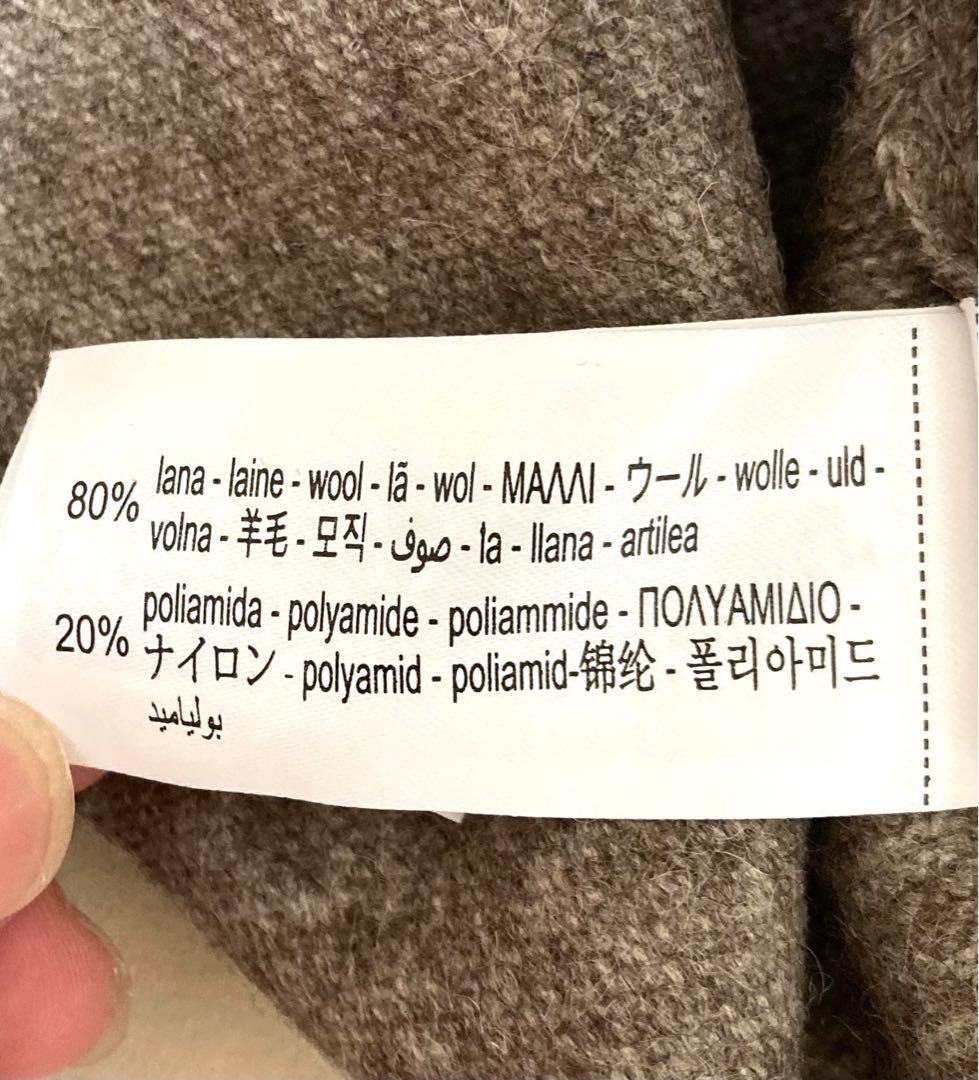 80% lana - laine - wool - lã - wol - ΜΑΛΛΙ - ウール - wolle - uld -
volna - 羊毛 - 모직 - صوف - ła - llana - artilea
20% poliamida - polyamide - poliammide - ΠΟΛΥΑΜΙΔΙΟ -
ナイロン - polyamid - poliamid-锦纶 - 폴리아미드
بولياميد